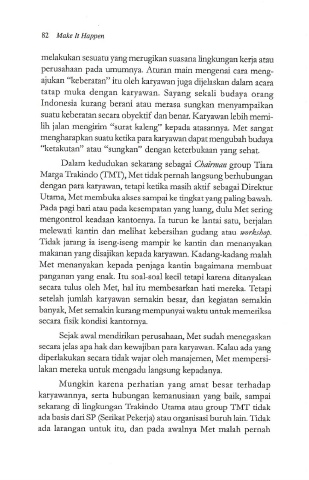 82 Make It Happen
melakukan sesuatu yang merugikan suasana lingkungan kerja atau
perusahaan pada umumnya. Aturan main mengenai cara meng-
ajukan "keberatan" itu oleh karyawan juga dijelaskan dalam acara
tatap muka dengan karyawan. Sayang sekali budaya orang
Indonesia kurang berani atau merasa sungkan menyampaikan
suatu keberatan secara obyektif dan benar. Karyawan lebih memi-
lih jalan mengirim "surat kaleng" kepada atasannya. Met sangat
mengharapkan suatu ketika para karyawan dapat mengubah budaya
"ketakutan" atau "sungkan" dengan keterbukaan yang sehat.
Dalam kedudukan sekarang sebagai Chairman group Tiara
Marga Trakindo (TMT), Met tidak pernah langsung berhubungan
dengan para karyawan, tetapi ketika masih aktif sebagai Direktur
Utama, Met membuka akses sampai ke tingkat yang paling bawah.
Pada pagi hari atau pada kesempatan yang luang, dulu Met sering
mengontrol keadaan kantornya. Ia turun ke lantai satu, berjalan
melewati kantin dan melihat kebersihan gudang atau workshop.
Tidak jarang ia iseng-iseng mampir ke kantin dan menanyakan
makanan yang disajikan kepada karyawan. Kadang-kadang malah
Met menanyakan kepada penjaga kantin bagaimana membuat
panganan yang enak. Itu soal-soal kecil tetapi karena ditanyakan
secara tulus oleh Met, hal itu membesarkan hati mereka. Tetapi
setelah jumlah karyawan semakin besar, dan kegiatan semakin
banyak, Met semakin kurang mempunyai waktu untuk memeriksa
secara fisik kondisi kantornya.
Sejak awal mendirikan perusahaan, Met sudah menegaskan
secara jelas apa hak dan kewajiban para karyawan. Kalau ada yang
diperlakukan secara tidak wajar oleh manajemen, Met mempersi-
lakan mereka untuk mengadu langsung kepadanya.
Mungkin karena perhatian yang amat besar terhadap
karyawannya, serta hubungan kemanusiaan yang baik, sampai
sekarang di lingkungan Trakindo Utama atau group TMT tidak
ada basis dari SP (Serikat Pekerja) atau organisasi buruh lain. Tidak
ada larangan untuk itu, dan pada awalnya Met malah pernah